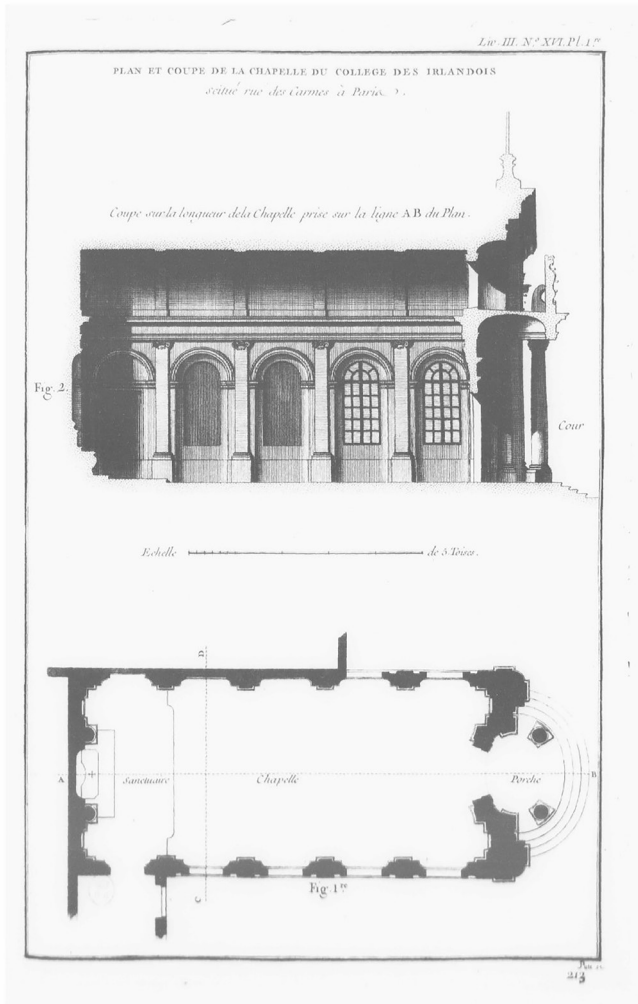 Liv. III. N.º XVI. Pl. 1.re
PLAN ET COUPE DE LA CHAPELLE DU COLLEGE DES IRLANDOIS
scitué rue des Carmes à Paris.
Coupe sur la longueur de la Chapelle prise sur la ligne A B du Plan.
Fig. 2.
Cour
Echelle de 5. Toises.
D
A
Sanctuaire
Chapelle
Porche
B
C
Fig. 1.re
213